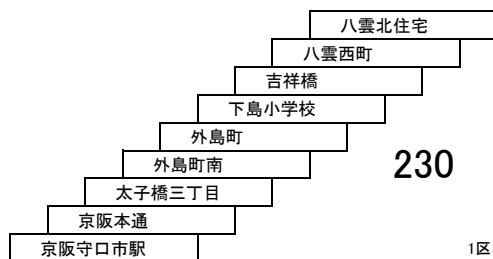 八雲北住宅
八雲西町
吉祥橋
下島小学校
外島町
外島町南
230
太子橋三丁目
京阪本通
京阪守口市駅
1区